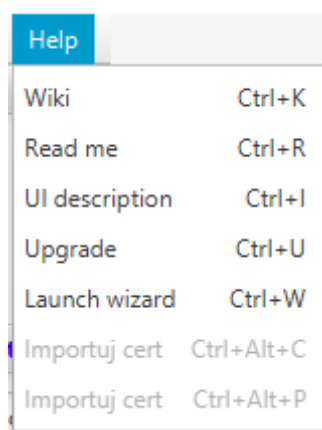 Help
Wiki Ctrl+K
Read me Ctrl+R
UI description Ctrl+I
Upgrade Ctrl+U
Launch wizard Ctrl+W
Importuj cert Ctrl+Alt+C
Importuj cert Ctrl+Alt+P